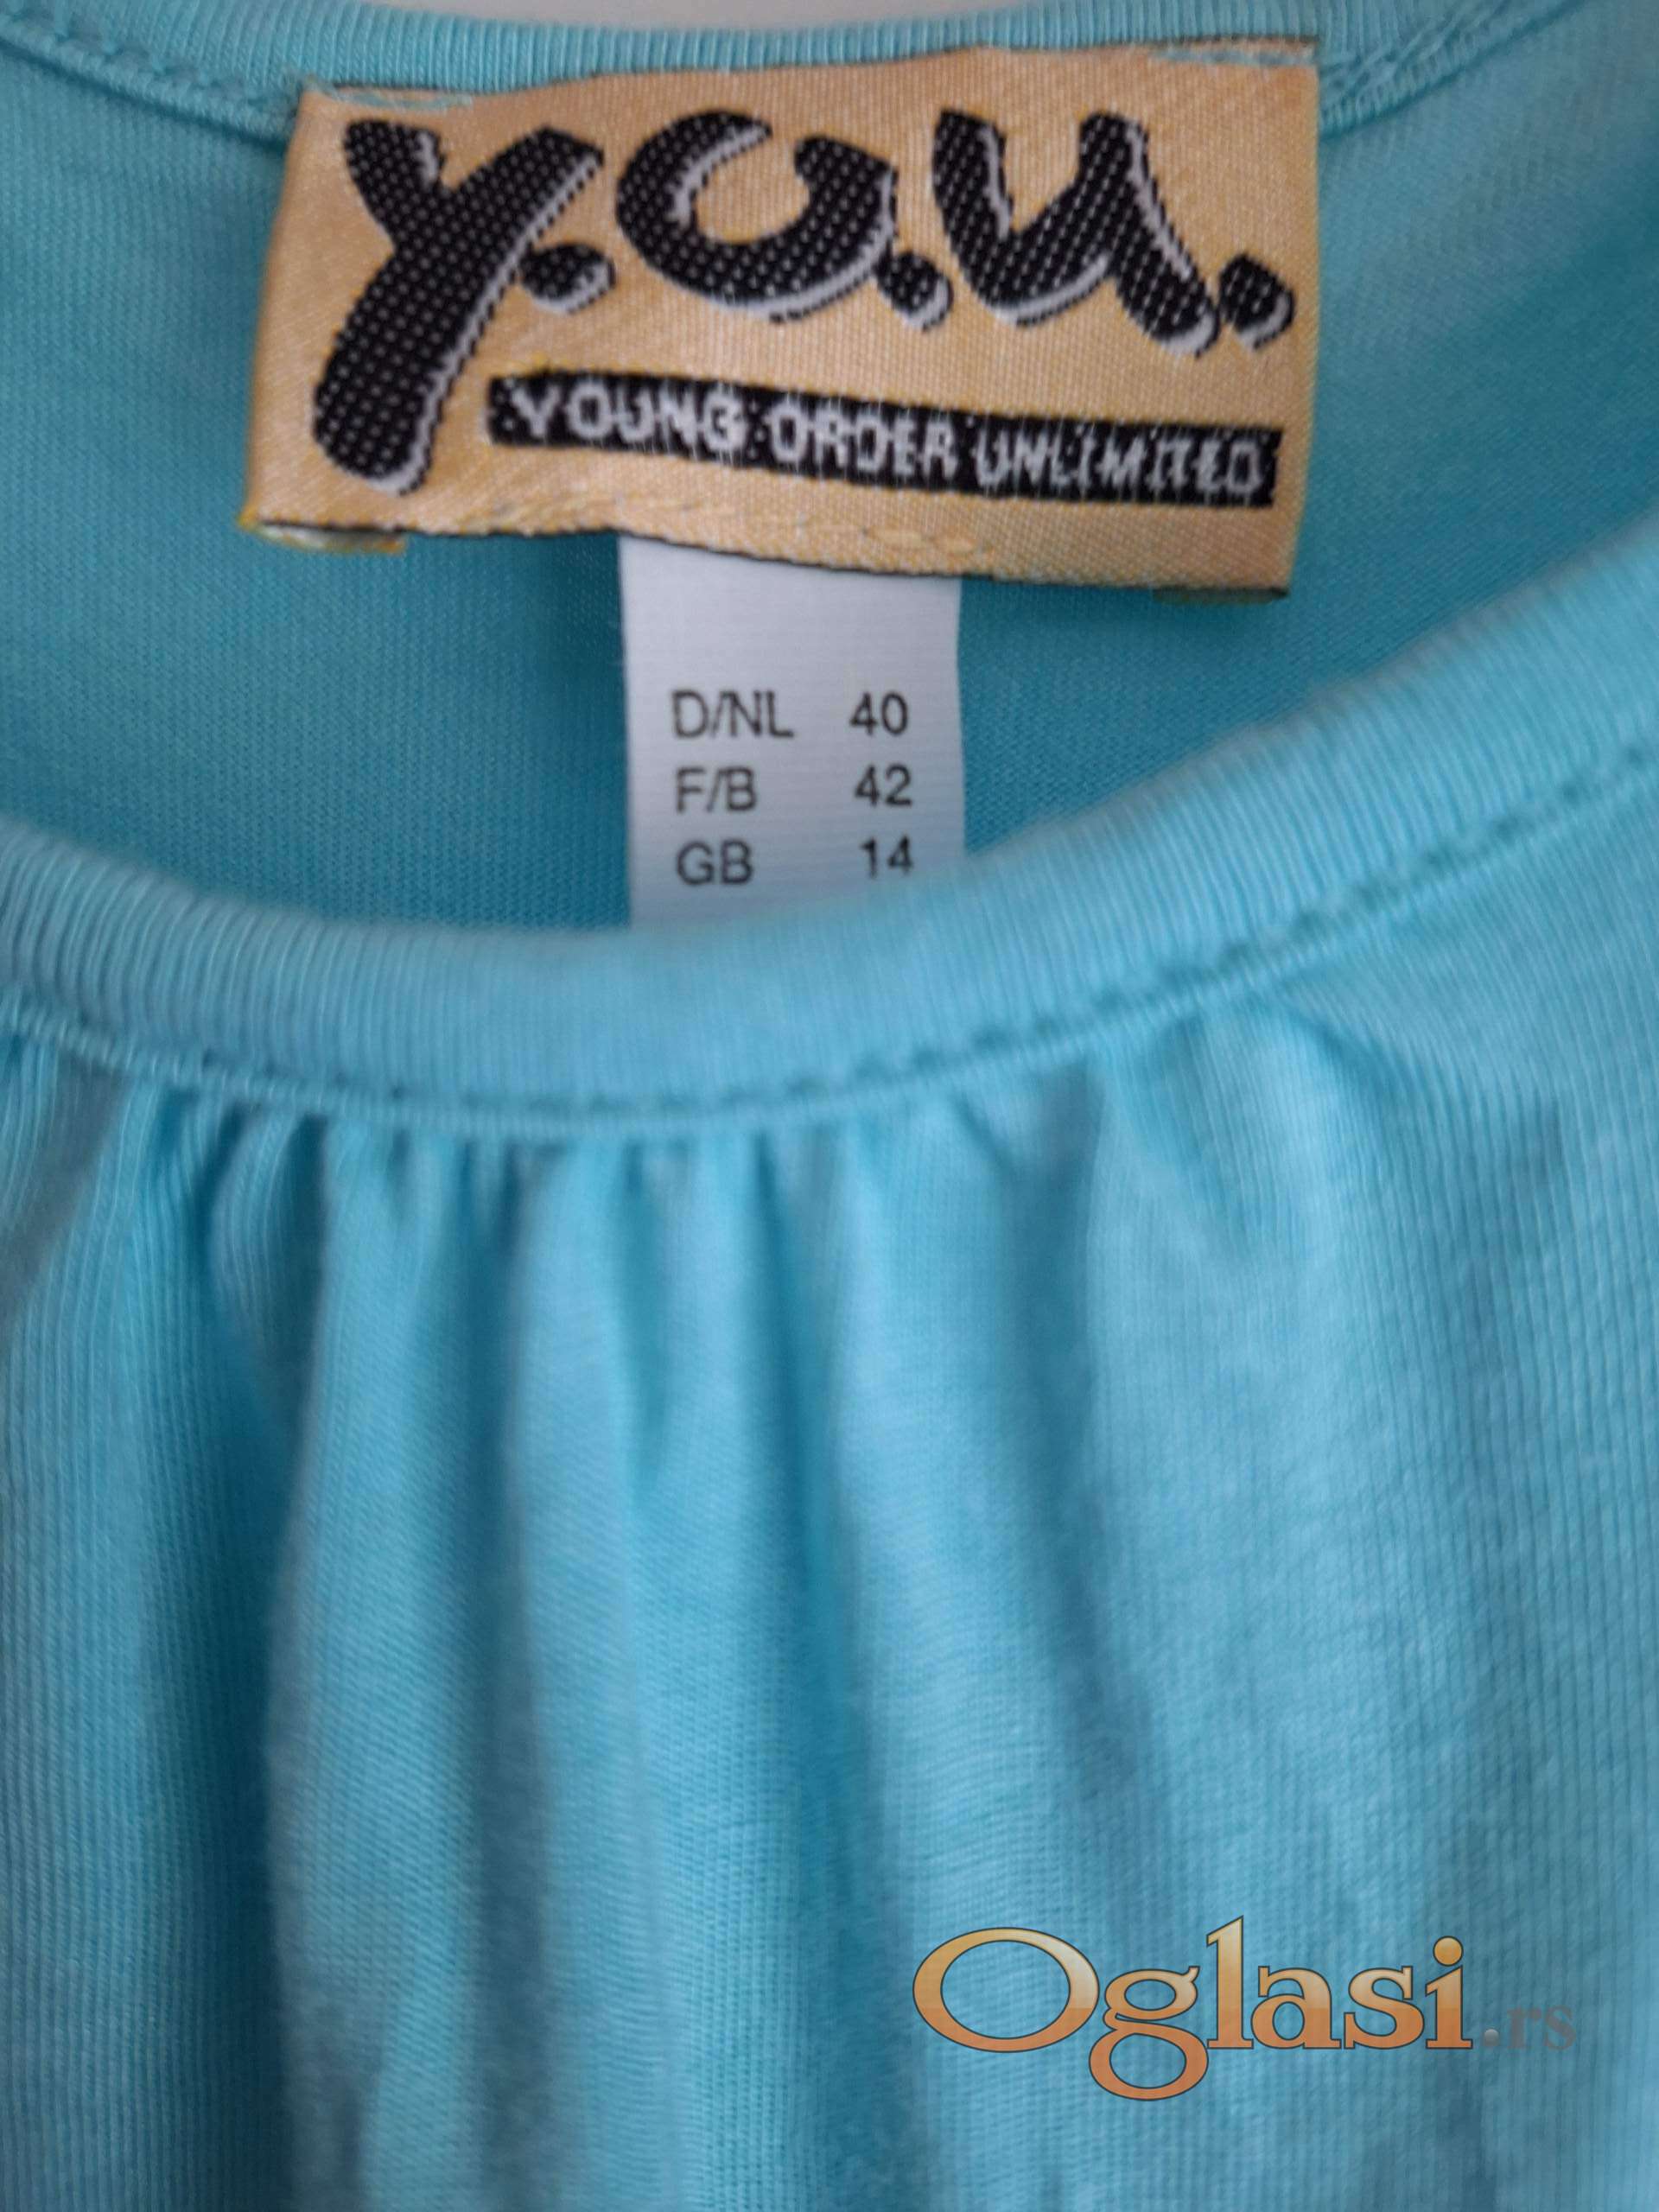 y.o.u.
YOUNG ORDER UNLIMITED
D/NL 40
F/B 42
GB 14
Oglasi.rs